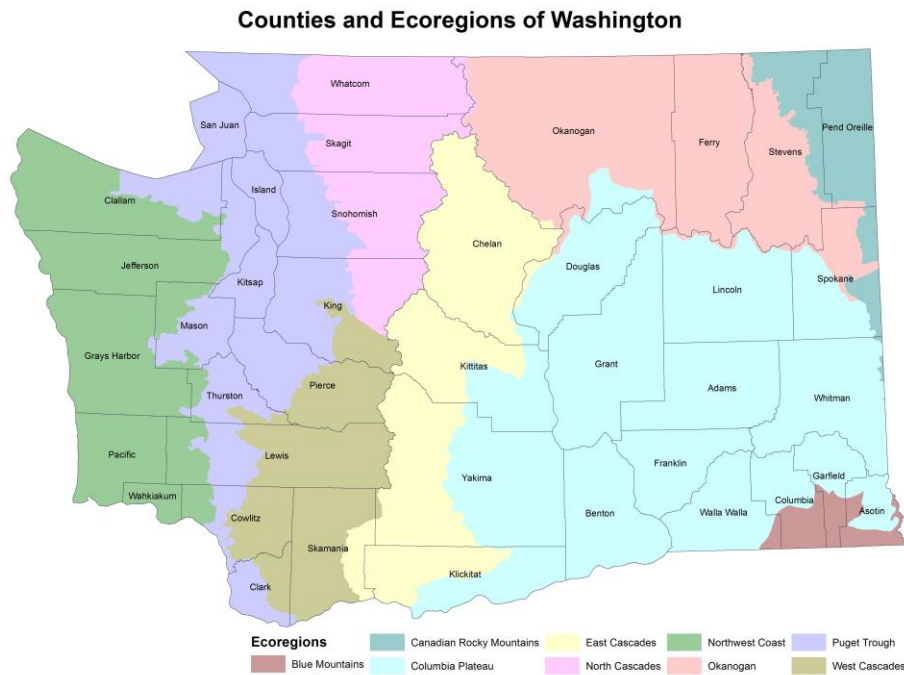 Counties and Ecoregions of Washington
Whatcom
San Juan
Skagit
Okanogan
Ferry
Stevens
Pend Oreille
Island
Clallam
Snohomish
Chelan
Jefferson
Douglas
Kitsap
Lincoln
Spokane
King
Mason
Grays Harbor
Kittitas
Grant
Pierce
Adams
Thurston
Whitman
Pacific
Lewis
Franklin
Yakima
Garfield
Wahkiakum
Columbia
Cowlitz
Benton
Walla Walla
Asotin
Skamania
Klickitat
Clark
Ecoregions
Blue Mountains
Canadian Rocky Mountains
Columbia Plateau
East Cascades
North Cascades
Northwest Coast
Okanogan
Puget Trough
West Cascades